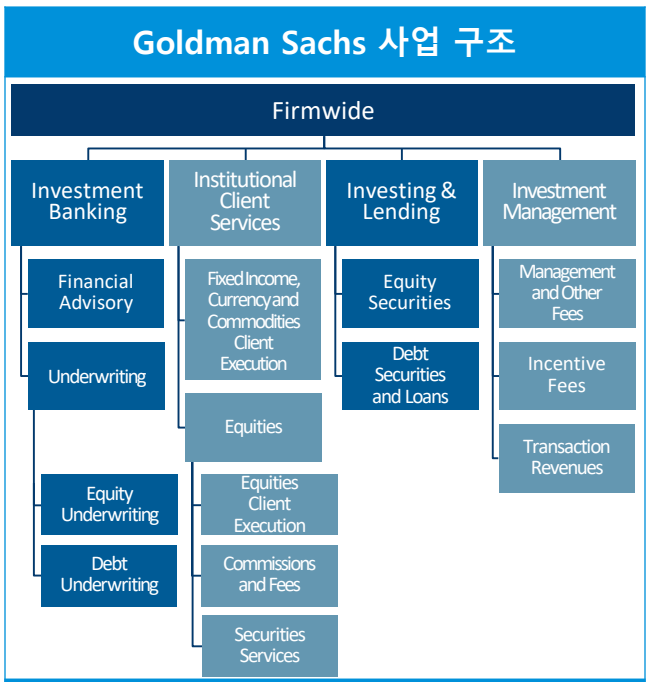 Goldman Sachs 사업 구조
Firmwide
Investment
Banking
Institutional
Client
Services
Investing &
Lending
Investment
Management
Financial
Advisory
Underwriting
Equity
Underwriting
Debt
Underwriting
Fixed Income,
Currency and
Commodities
Client
Execution
Equities
Equities
Client
Execution
Commissions
and Fees
Securities
Services
Equity
Securities
Debt
Securities
and Loans
Management
and Other
Fees
Incentive
Fees
Transaction
Revenues